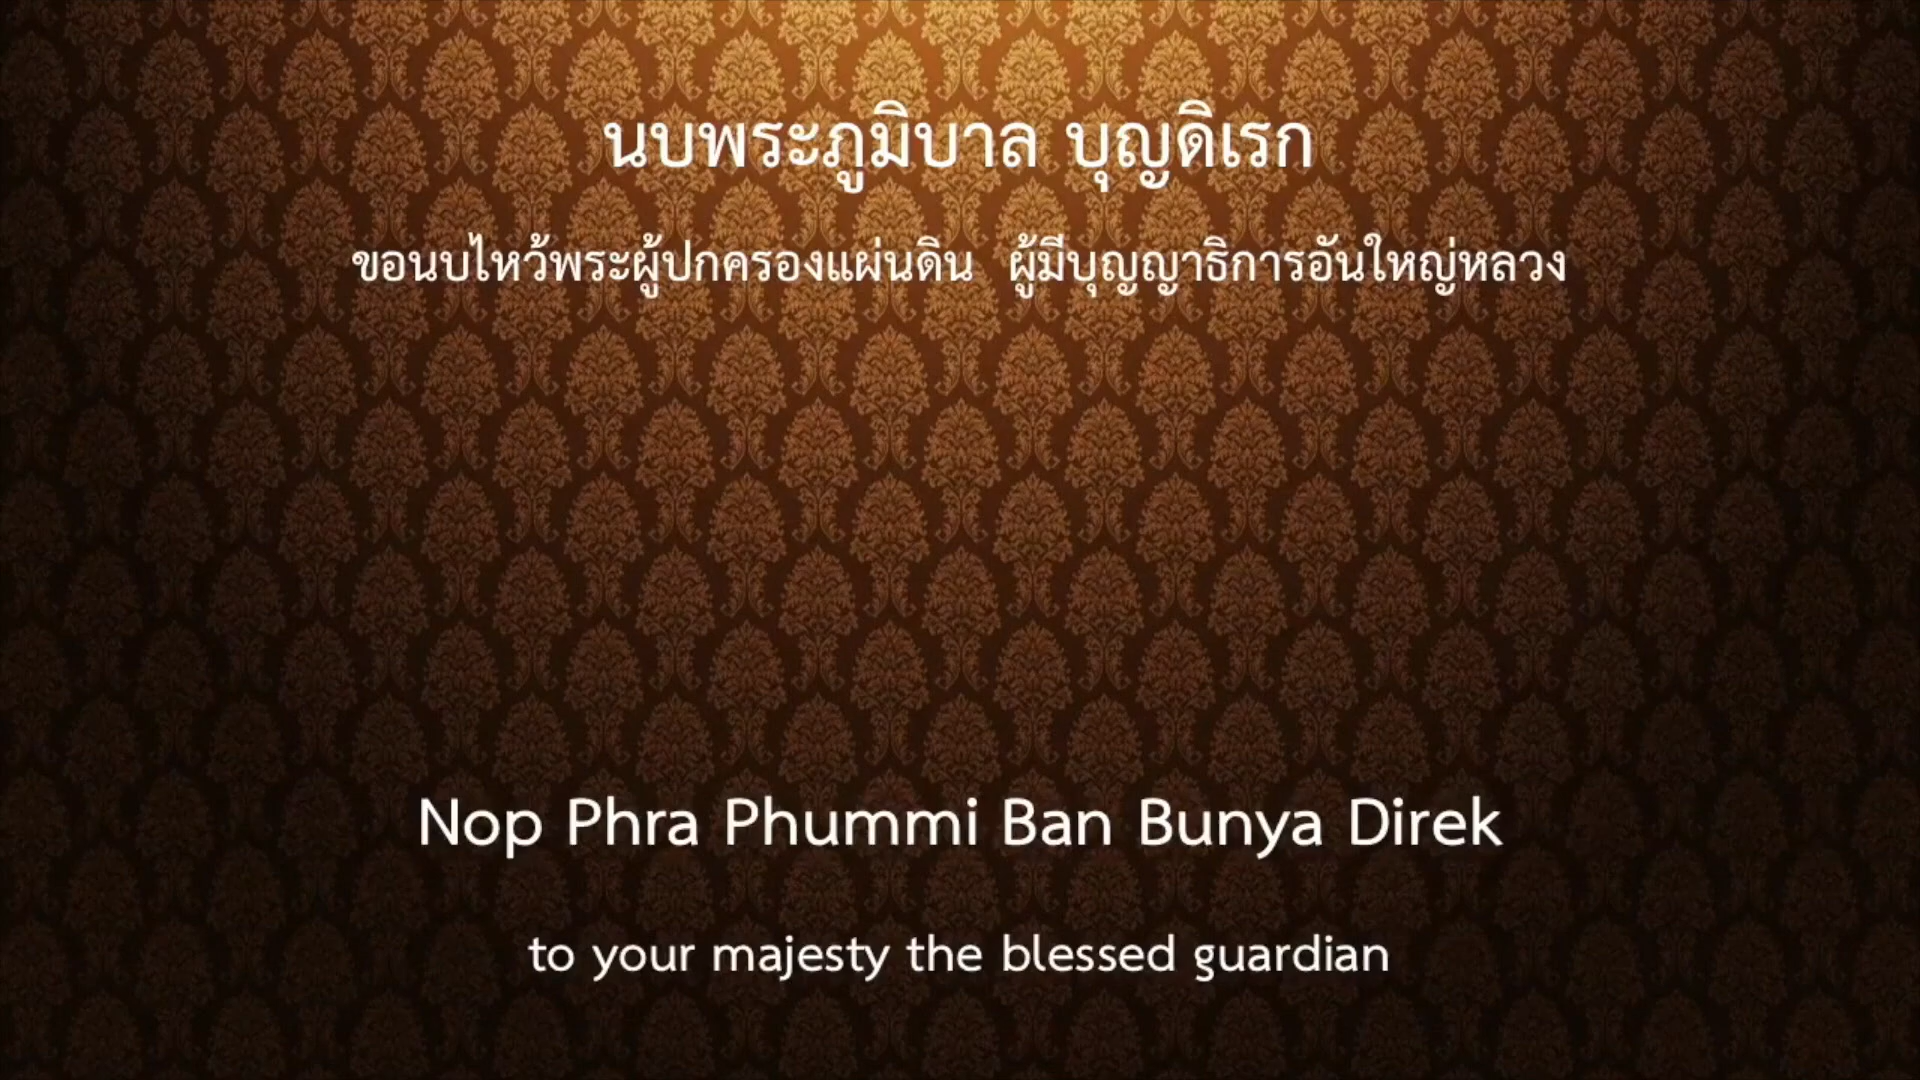 นบพระภูมิบาล บุญดิเรก
ขอนบไหว้พระผู้ปกครองแผ่นดิน ผู้มีบุญญาธิการอันใหญ่หลวง
Nop Phra Phummi Ban Bunya Direk
to your majesty the blessed guardian